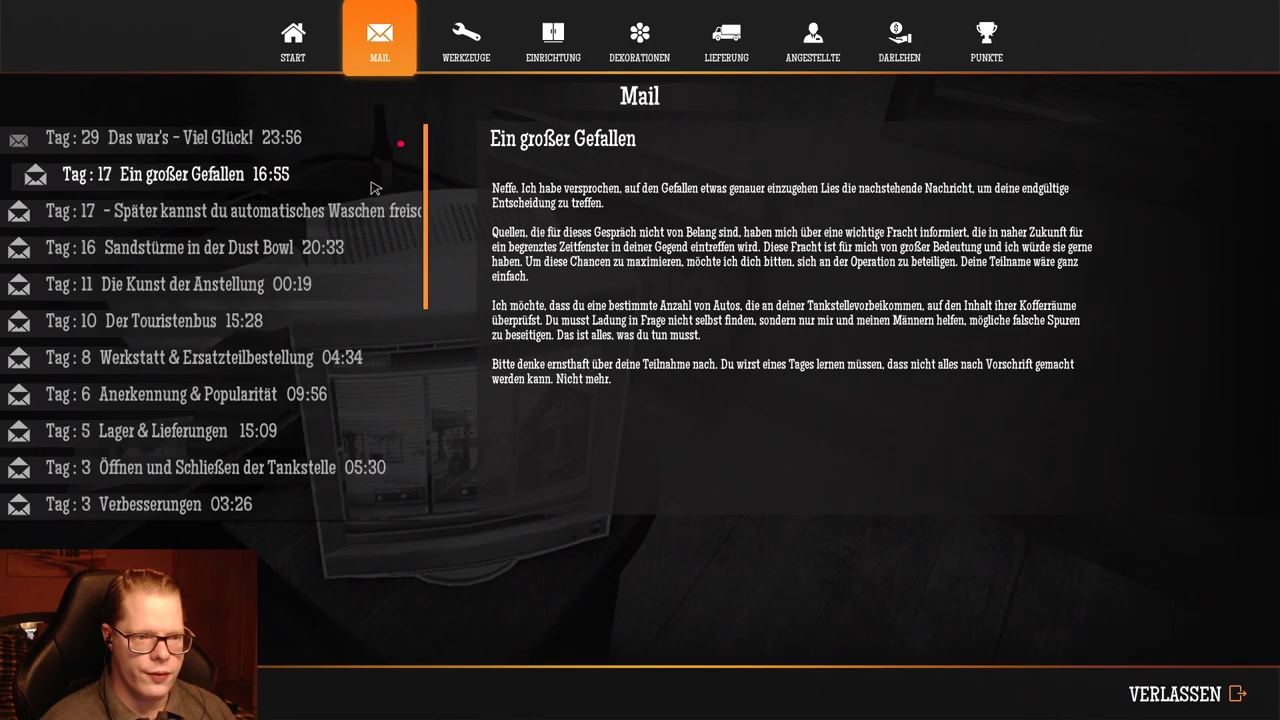 START
MAIL
WERKZEUGE
EINRICHTUNG
DEKORATIONEN
LIEFERUNG
ANGESTELLTE
DARLEHEN
PUNKTE
Mail
Tag : 29 Das war's - Viel Glück! 23:56
Tag : 17 Ein großer Gefallen 16:55
Tag : 17 - Später kannst du automatisches Waschen freisc
Tag : 16 Sandstürme in der Dust Bowl 20:33
Tag : 11 Die Kunst der Anstellung 00:19
Tag : 10 Der Touristenbus 15:28
Tag : 8 Werkstatt & Ersatzteilbestellung 04:34
Tag : 6 Anerkennung & Popularität 09:56
Tag : 5 Lager & Lieferungen 15:09
Tag : 3 Öffnen und Schließen der Tankstelle 05:30
Tag : 3 Verbesserungen 03:26
Ein großer Gefallen
Neffe. Ich habe versprochen, auf den Gefallen etwas genauer einzugehen Lies die nachstehende Nachricht, um deine endgültige
Entscheidung zu treffen.
Quellen, die für dieses Gespräch nicht von Belang sind, haben mich über eine wichtige Fracht informiert, die in naher Zukunft für
ein begrenztes Zeitfenster in deiner Gegend eintreffen wird. Diese Fracht ist für mich von großer Bedeutung und ich würde sie gerne
haben. Um diese Chancen zu maximieren, möchte ich dich bitten, sich an der Operation zu beteiligen. Deine Teilname wäre ganz
einfach.
Ich möchte, dass du eine bestimmte Anzahl von Autos, die an deiner Tankstellevorbeikommen, auf den Inhalt ihrer Kofferräume
überprüfst. Du musst Ladung in Frage nicht selbst finden, sondern nur mir und meinen Männern helfen, mögliche falsche Spuren
zu beseitigen. Das ist alles, was du tun musst.
Bitte denke ernsthaft über deine Teilnahme nach. Du wirst eines Tages lernen müssen, dass nicht alles nach Vorschrift gemacht
werden kann. Nicht mehr.
VERLASSEN